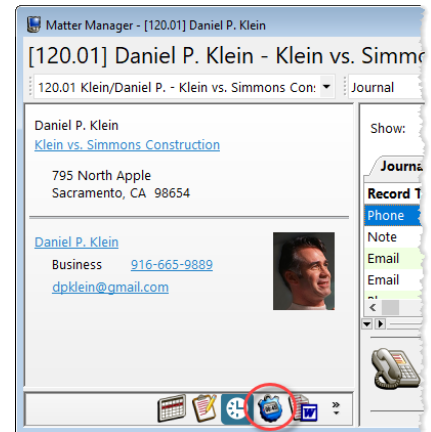 Matter Manager - [120.01] Daniel P. Klein
[120.01] Daniel P. Klein - Klein vs. Simmo
120.01 Klein/Daniel P. - Klein vs. Simmons Con:
Journal
Daniel P. Klein
Klein vs. Simmons Construction
795 North Apple
Sacramento, CA 98654
Daniel P. Klein
Business 916-665-9889
dpklein@gmail.com
Show:
Journa
Record T
Phone
Note
Email
Email
W